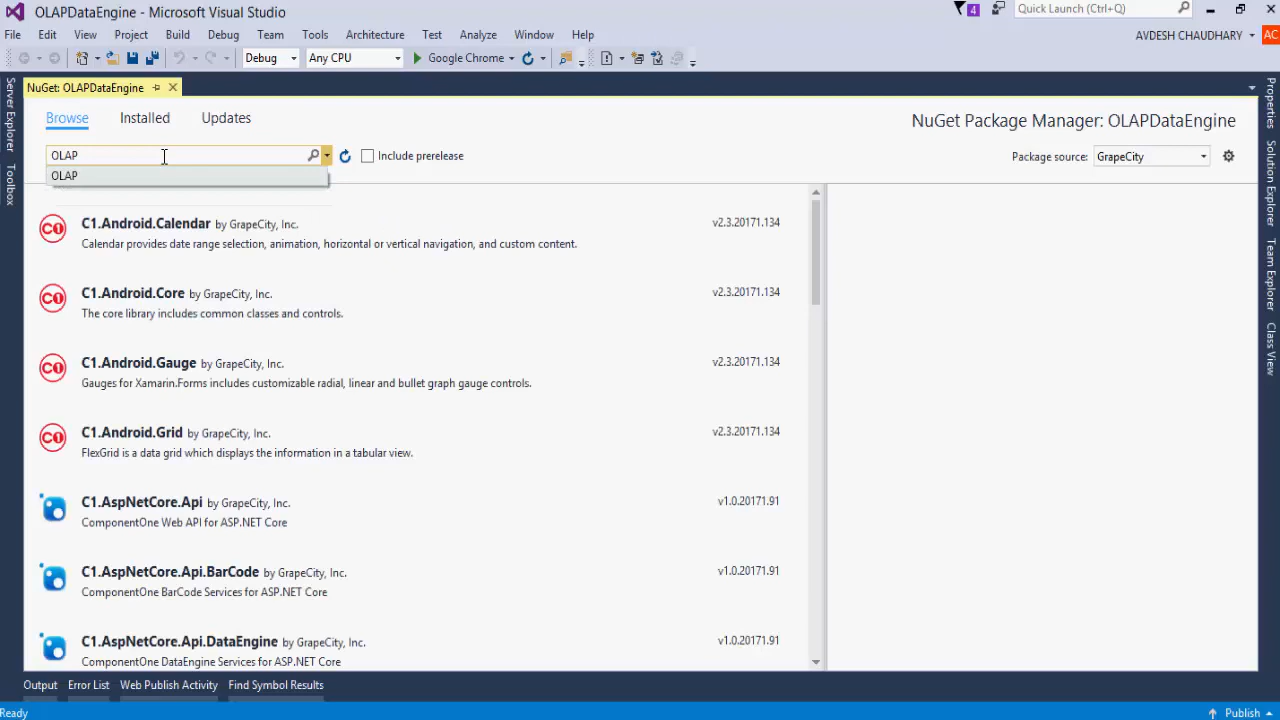 OLAPDataEngine - Microsoft Visual Studio
4
Quick Launch (Ctrl+Q)
File Edit View Project Build Debug Team Tools Architecture Test Analyze Window Help
AVDESH CHAUDHARY AC
Debug Any CPU Google Chrome
Server Explorer
Toolbox
NuGet: OLAPDataEngine
Browse Installed Updates
NuGet Package Manager: OLAPDataEngine
OLAP
Include prerelease
Package source: GrapeCity
OLAP
C1.Android.Calendar by GrapeCity, Inc. v2.3.20171.134
Calendar provides date range selection, animation, horizontal or vertical navigation, and custom content.
C1.Android.Core by GrapeCity, Inc. v2.3.20171.134
The core library includes common classes and controls.
C1.Android.Gauge by GrapeCity, Inc. v2.3.20171.134
Gauges for Xamarin.Forms includes customizable radial, linear and bullet graph gauge controls.
C1.Android.Grid by GrapeCity, Inc. v2.3.20171.134
FlexGrid is a data grid which displays the information in a tabular view.
C1.AspNetCore.Api by GrapeCity, Inc. v1.0.20171.91
ComponentOne Web API for ASP.NET Core
C1.AspNetCore.Api.BarCode by GrapeCity, Inc. v1.0.20171.91
ComponentOne BarCode Services for ASP.NET Core
C1.AspNetCore.Api.DataEngine by GrapeCity, Inc. v1.0.20171.91
ComponentOne DataEngine Services for ASP.NET Core
Properties
Solution Explorer
Team Explorer
Class View
Output Error List Web Publish Activity Find Symbol Results
Ready
Publish